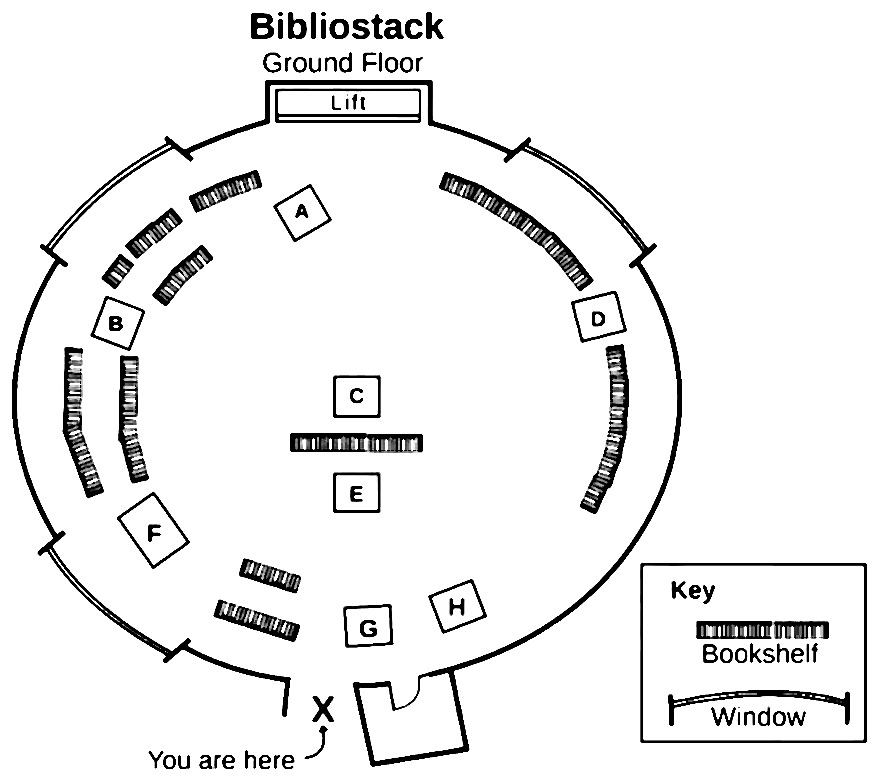 Bibliostack
Ground Floor
Lift
A
B
D
C
E
F
H
G
Key
Bookshelf
Window
X
You are here